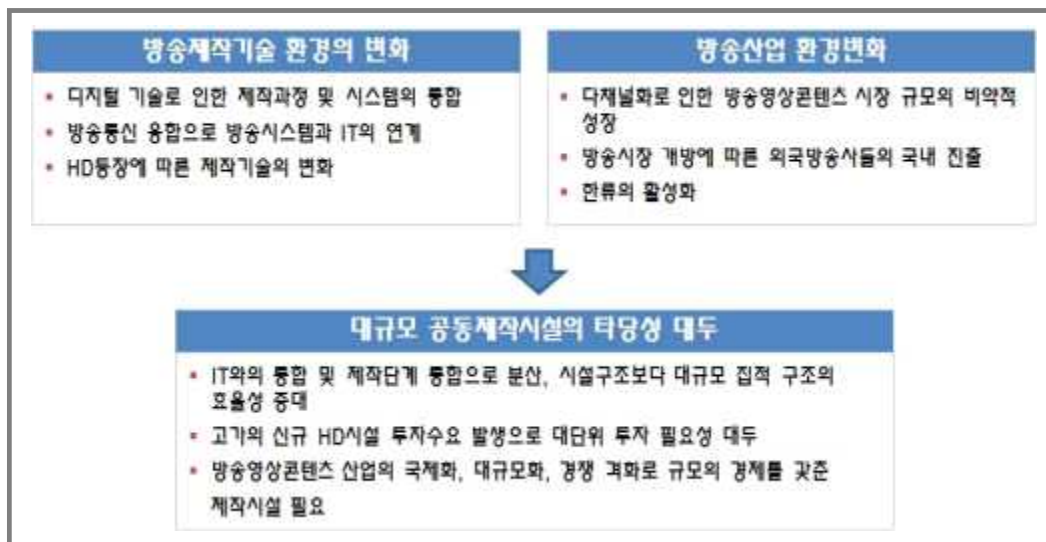 방송제작기술 환경의 변화
• 디지털 기술로 인한 제작과정 및 시스템의 통합
• 방송통신 융합으로 방송시스템과 IT의 연계
• HD등장에 따른 제작기술의 변화
방송산업 환경변화
• 다채널화로 인한 방송영상콘텐츠 시장 규모의 비약적
성장
• 방송시장 개방에 따른 외국방송사들의 국내 진출
• 한류의 활성화
대규모 공동제작시설의 타당성 대두
• IT와의 통합 및 제작단계 통합으로 분산, 시설구조보다 대규모 집적 구조의
효율성 증대
• 고가의 신규 HD시설 투자수요 발생으로 대단위 투자 필요성 대두
• 방송영상콘텐츠 산업의 국제화, 대규모화, 경쟁 격화로 규모의 경제를 갖춘
제작시설 필요